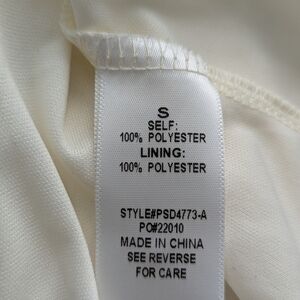 S
SELF:
100% POLYESTER
LINING:
100% POLYESTER
STYLE#PSD4773-A
PO#22010
MADE IN CHINA
SEE REVERSE
FOR CARE